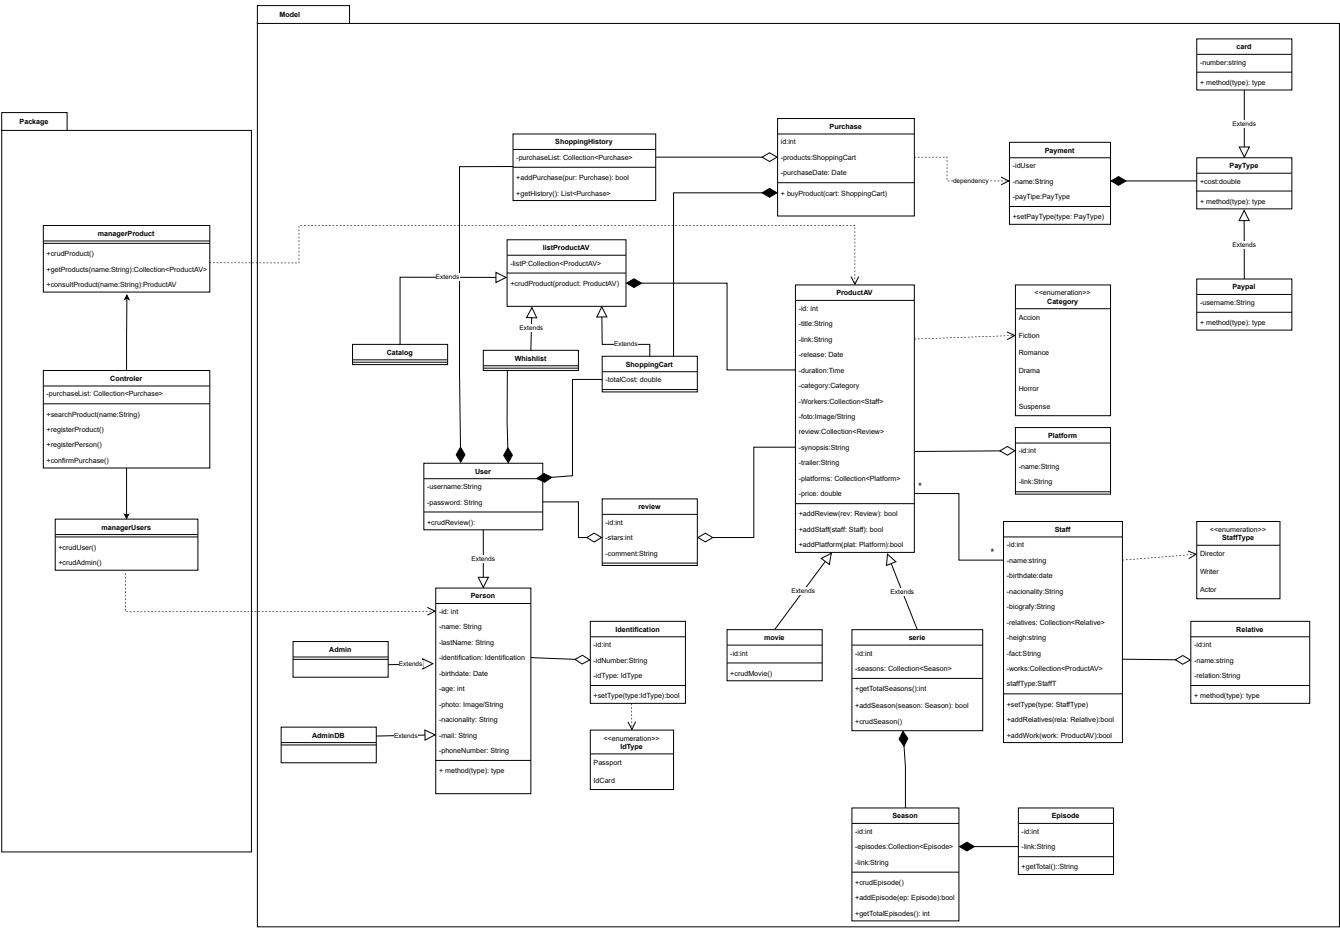 Model
Package
card
-number:string
+ method(type): type
Extends
PayType
+cost:double
+ method(type): type
Extends
Paypal
-username:String
+ method(type): type
Purchase
id:int
-products:ShoppingCart
-purchaseDate: Date
+ buyProduct(cart: ShoppingCart)
dependency
Payment
-idUser
-name:String
-payTipe:PayType
+setPayType(type: PayType)
ShoppingHistory
-purchaseList: Collection<Purchase>
+addPurchase(pur: Purchase): bool
+getHistory(): List<Purchase>
managerProduct
+crudProduct()
+getProducts(name:String):Collection<ProductAV>
+consultProduct(name:String):ProductAV
listProductAV
-listP:Collection<ProductAV>
+crudProduct(product: ProductAV)
Extends
Extends
Extends
Catalog
Whishlist
ShoppingCart
-totalCost: double
Controler
-purchaseList: Collection<Purchase>
+searchProduct(name:String)
+registerProduct()
+registerPerson()
+confirmPurchase()
managerUsers
+crudUser()
+crudAdmin()
ProductAV
-id: int
-title:String
-link:String
-release: Date
-duration:Time
-category:Category
-Workers:Collection<Staff>
-foto:Image/String
review:Collection<Review>
-synopsis:String
-trailer:String
-platforms: Collection<Platform>
-price: double
+addReview(rev: Review): bool
+addStaff(staff: Staff): bool
+addPlatform(plat: Platform):bool
<<enumeration>>
Category
Accion
Fiction
Romance
Drama
Horror
Suspense
Platform
-id:int
-name:String
-link:String
*
*
User
-username:String
-password: String
+crudReview():
review
-id:int
-stars:int
-comment:String
Extends
Person
-id: int
-name: String
-lastName: String
-identification: Identification
-birthdate: Date
-age: int
-photo: Image/String
-nacionality: String
-mail: String
-phoneNumber: String
+ method(type): type
Admin
Extends
AdminDB
Extends
Identification
-id:int
-idNumber:String
-idType: IdType
+setType(type:IdType):bool
<<enumeration>>
IdType
Passport
IdCard
Extends
Extends
movie
-id:int
+crudMovie()
serie
-id:int
-seasons: Collection<Season>
+getTotalSeasons():int
+addSeason(season: Season): bool
+crudSeason()
Staff
-id:int
-name:string
-birthdate:date
-nacionality:String
-biografy:String
-relatives: Collection<Relative>
-heigh:string
-fact:String
-works:Collection<ProductAV>
staffType:StaffT
+setType(type: StaffType)
+addRelatives(rela: Relative):bool
+addWork(work: ProductAV):bool
<<enumeration>>
StaffType
Director
Writer
Actor
Relative
-id:int
-name:string
-relation:String
+ method(type): type
Season
-id:int
-episodes:Collection<Episode>
-link:String
+crudEpisode()
+addEpisode(ep: Episode):bool
+getTotalEpisodes(): int
Episode
-id:int
-link:String
+getTotal()::String